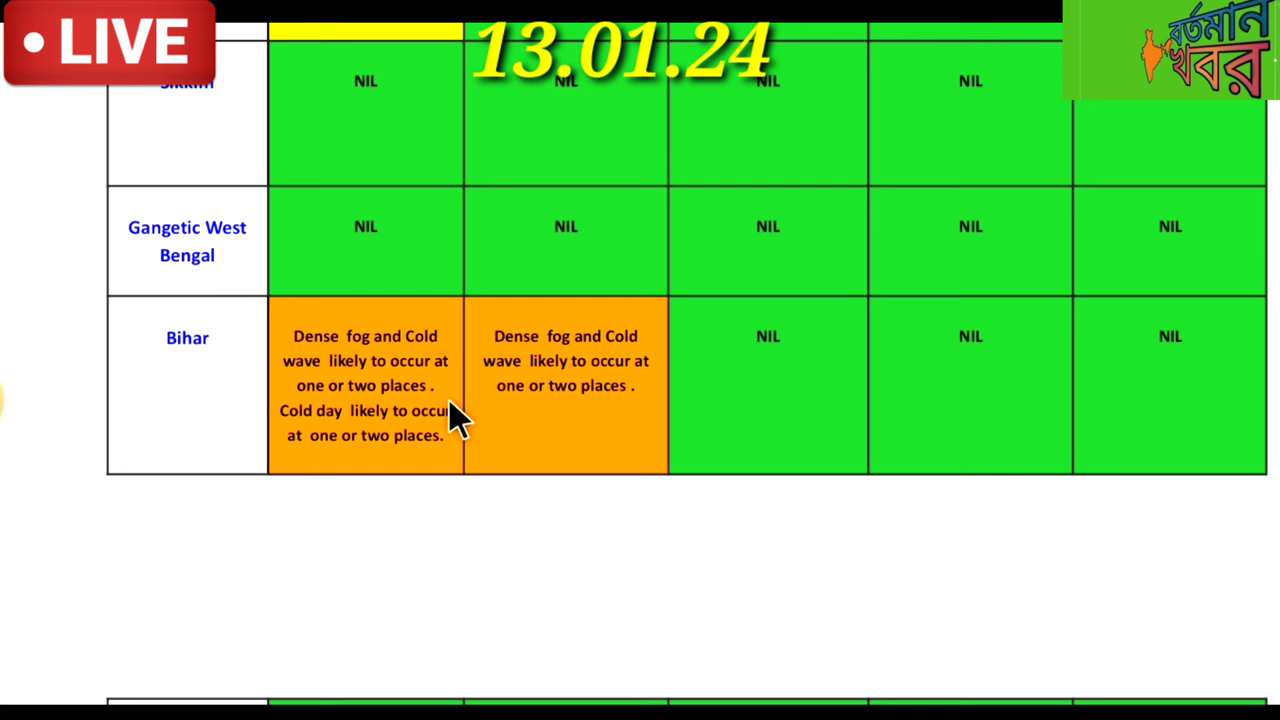 LIVE
13.01.24
বর্তমান
খবর
Sikkim
NIL
NIL
NIL
NIL
Gangetic West
Bengal
NIL
NIL
NIL
NIL
NIL
Bihar
Dense fog and Cold
wave likely to occur at
one or two places .
Cold day likely to occur
at one or two places.
Dense fog and Cold
wave likely to occur at
one or two places .
NIL
NIL
NIL